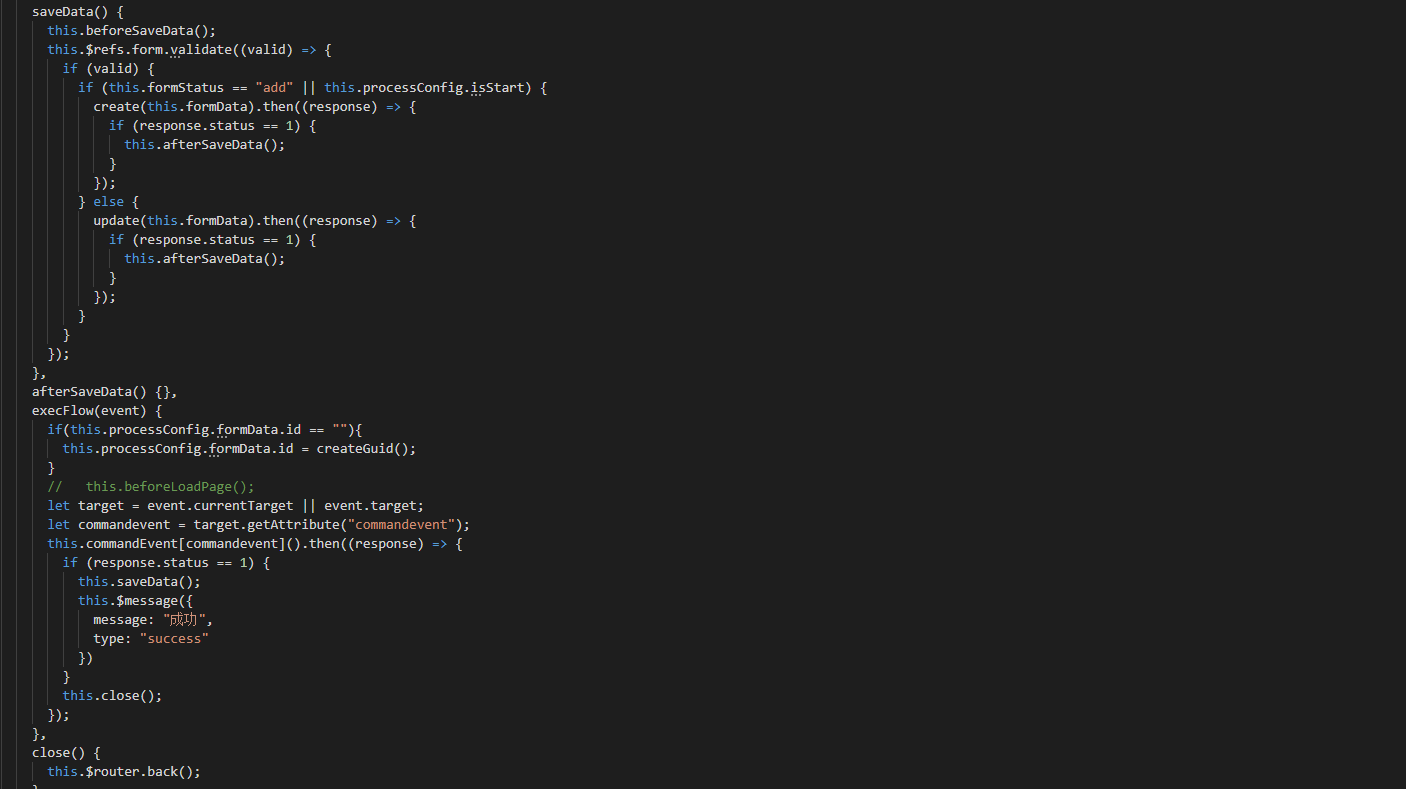 saveData() {
this.beforeSaveData();
this.$refs.form.validate((valid) => {
if (valid) {
if (this.formStatus == "add" || this.processConfig.isStart) {
create(this.formData).then((response) => {
if (response.status == 1) {
this.afterSaveData();
}
});
} else {
update(this.formData).then((response) => {
if (response.status == 1) {
this.afterSaveData();
}
});
}
}
});
},
afterSaveData() {},
execFlow(event) {
if(this.processConfig.formData.id == ""){
this.processConfig.formData.id = createGuid();
}
//   this.beforeLoadPage();
let target = event.currentTarget || event.target;
let commandevent = target.getAttribute("commandevent");
this.commandEvent[commandevent]().then((response) => {
if (response.status == 1) {
this.saveData();
this.$message({
message: "成功",
type: "success"
})
}
this.close();
});
},
close() {
this.$router.back();